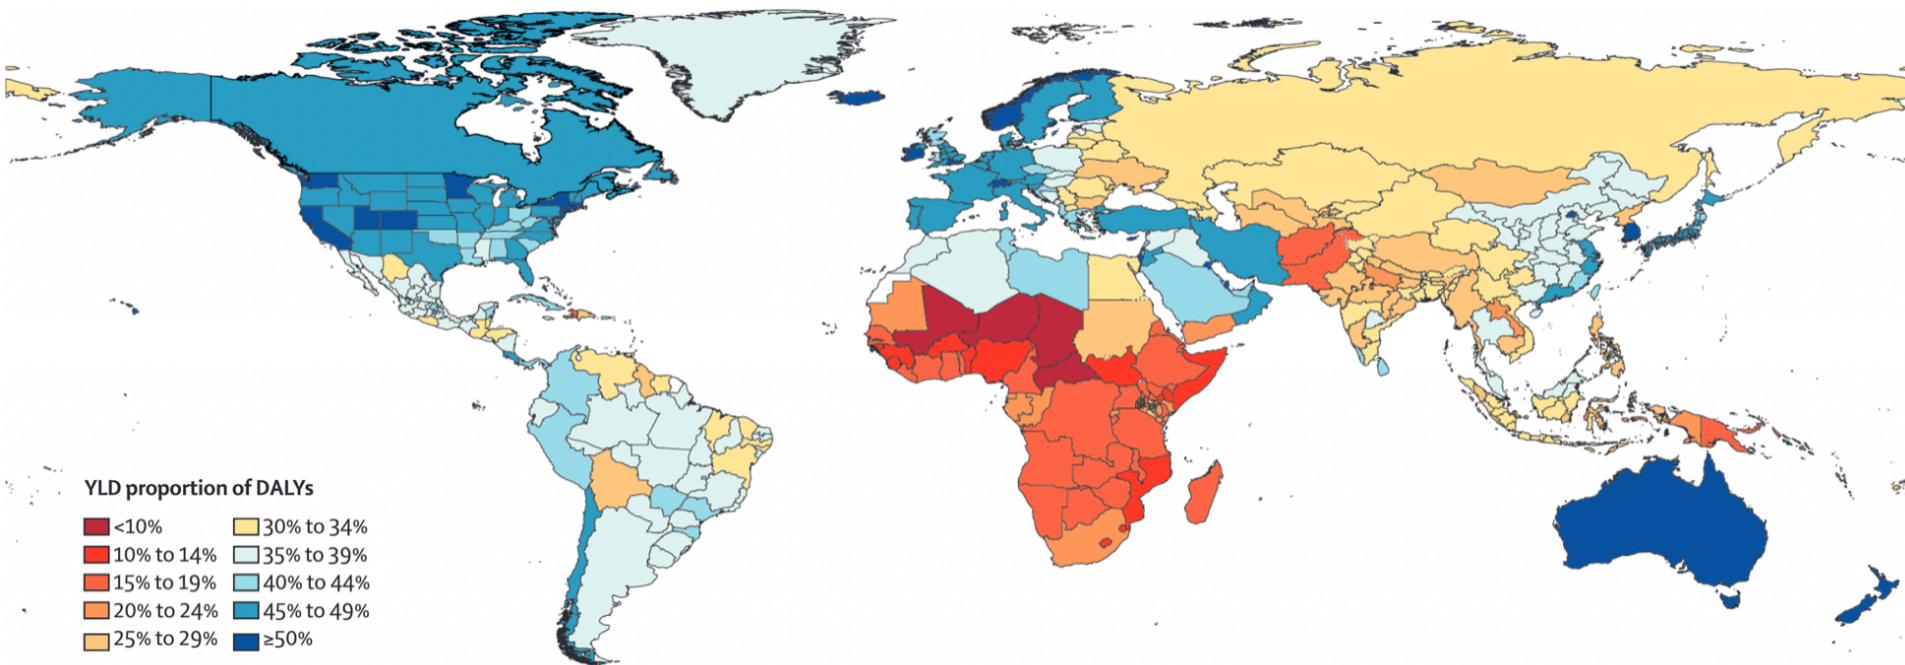 YLD proportion of DALYs
<10%
10% to 14%
15% to 19%
20% to 24%
25% to 29%
30% to 34%
35% to 39%
40% to 44%
45% to 49%
≥50%